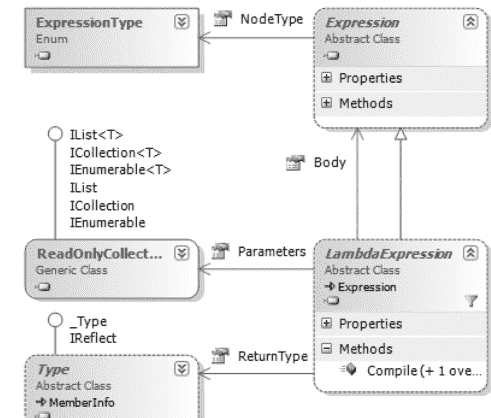 ExpressionType
Enum
NodeType
Expression
Abstract Class
Properties
Methods
IList<T>
ICollection<T>
IEnumerable<T>
IList
ICollection
IEnumerable
Body
ReadOnlyCollect...
Generic Class
Parameters
LambdaExpression
Abstract Class
Expression
Properties
Methods
Compile (+ 1 ove...
_Type
IReflect
ReturnType
Type
Abstract Class
MemberInfo